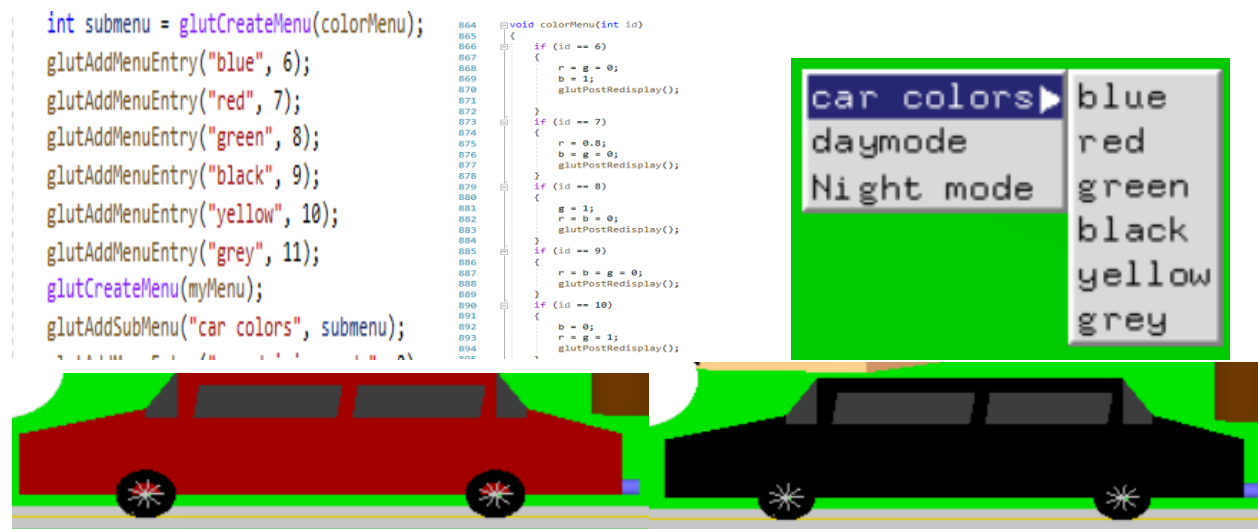 int submenu = glutCreateMenu(colorMenu);
glutAddMenuEntry("blue", 6);
glutAddMenuEntry("red", 7);
glutAddMenuEntry("green", 8);
glutAddMenuEntry("black", 9);
glutAddMenuEntry("yellow", 10);
glutAddMenuEntry("grey", 11);
glutCreateMenu(myMenu);
glutAddSubMenu("car colors", submenu);
864 void colorMenu(int id)
865 {
866 if (id == 6)
867 {
868 r = g = 0;
869 b = 1;
870 glutPostRedisplay();
871
872 }
873 if (id == 7)
874 {
875 r = 0.8;
876 b = g = 0;
877 glutPostRedisplay();
878 }
879 if (id == 8)
880 {
881 g = 1;
882 r = b = 0;
883 glutPostRedisplay();
884 }
885 if (id == 9)
886 {
887 r = b = g = 0;
888 glutPostRedisplay();
889 }
890 if (id == 10)
891 {
892 b = 0;
893 r = g = 1;
894 glutPostRedisplay();
car colors
daymode
Night mode
blue
red
green
black
yellow
grey